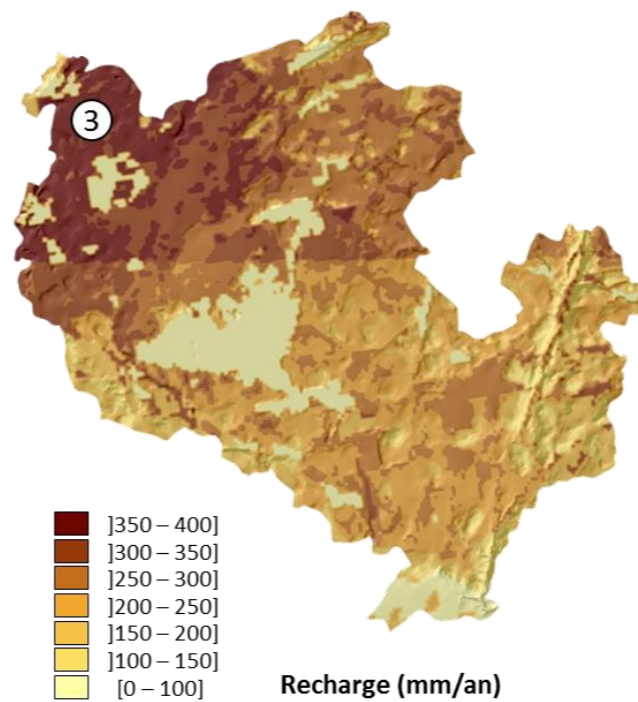 3
]350 – 400]
]300 – 350]
]250 – 300]
]200 – 250]
]150 – 200]
]100 – 150]
[0 – 100]
Recharge (mm/an)